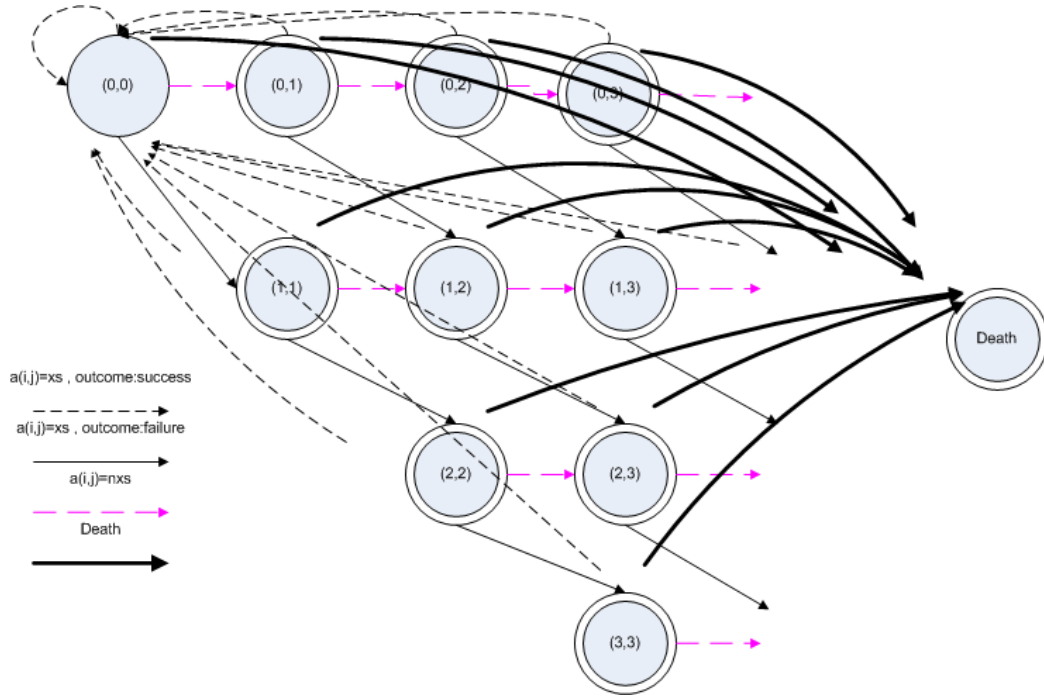 (0,0)
(0,1)
(0,2)
(0,3)
(1,1)
(1,2)
(1,3)
Death
a(i,j)=xs , outcome:success
a(i,j)=xs , outcome:failure
(2,2)
(2,3)
a(i,j)=nxs
Death
(3,3)